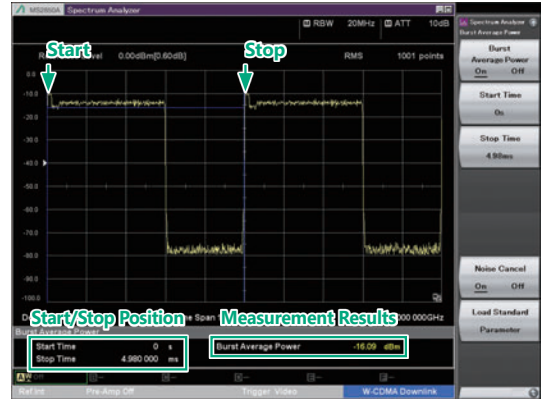 MS2850A Spectrum Analyzer
RBW 20MHz ATT 10dB
Spectrum Analyzer
Burst Average Power
Start
Stop
0.00dBm[0.60dB] RMS 1001 points
Burst
Average Power
On Off
Start Time
0s
Stop Time
4.98ms
0.0
-10.0
-20.0
-30.0
-40.0
-50.0
-60.0
-70.0
-80.0
-90.0
-100.0
Noise Cancel
On Off
Load Standard
Parameter
Start/Stop Position
Measurement Results
Burst Average Power
Start Time 0 s
Stop Time 4.980 000 ms
Burst Average Power -16.09 dBm
Ref.Int Pre-Amp Off Trigger Video W-CDMA Downlink